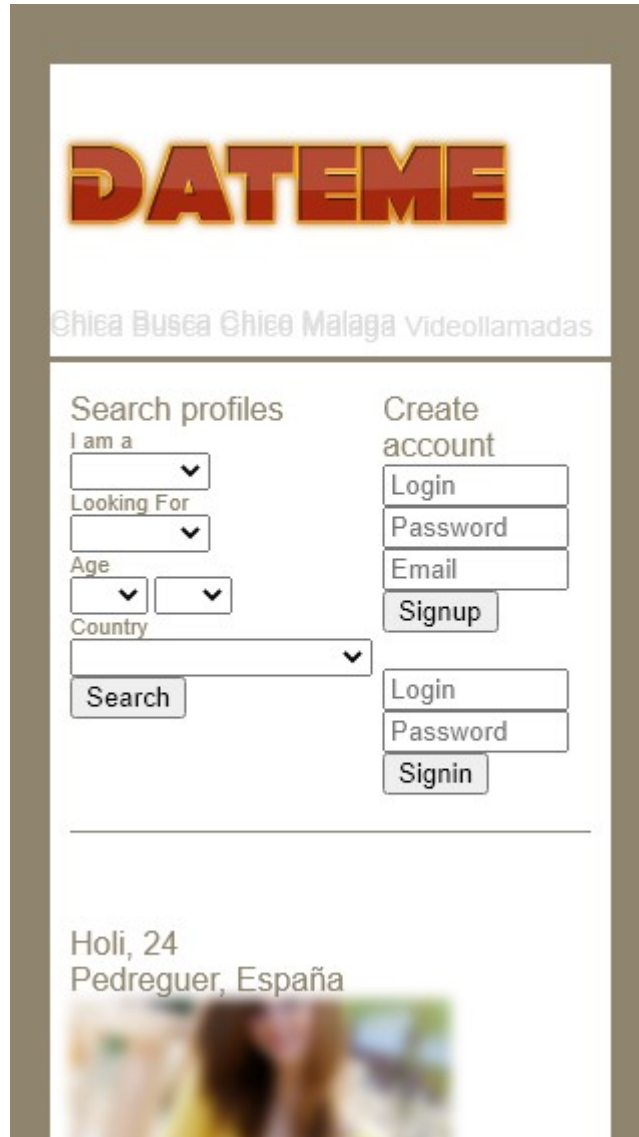 DATEME
Chica Busca Chico Malaga Videollamadas
Search profiles
I am a
Looking For
Age
Country
Search
Create
account
Login
Password
Email
Signup
Login
Password
Signin
Holi, 24
Pedreguer, España